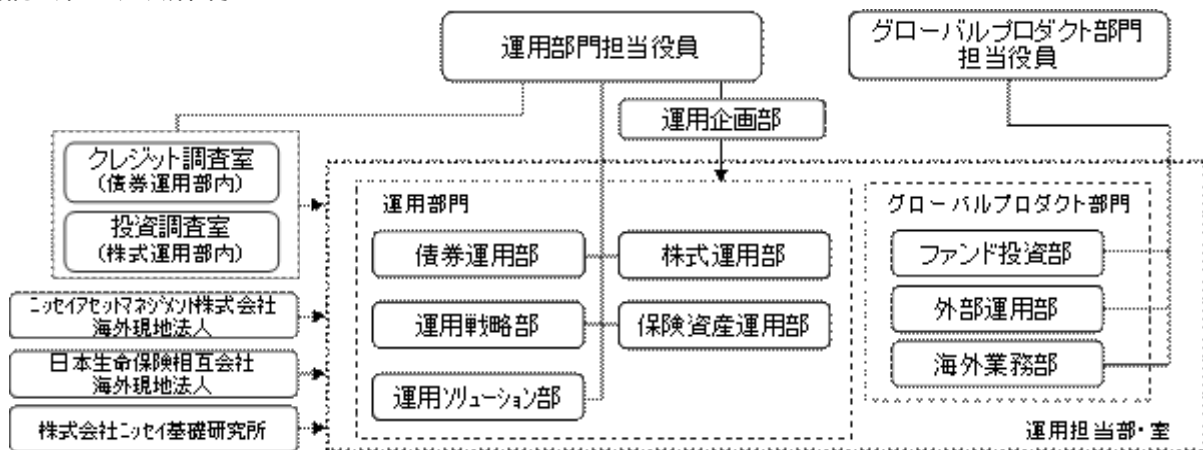 運用部門担当役員
グローバルプロダクト部門
担当役員
運用企画部
クレジット調査室
(債券運用部内)
投資調査室
(株式運用部内)
運用部門
債券運用部
株式運用部
運用戦略部
保険資産運用部
運用ソリューション部
グローバルプロダクト部門
ファンド投資部
外部運用部
海外業務部
ニッセイアセットマネジメント株式会社
海外現地法人
日本生命保険相互会社
海外現地法人
株式会社ニッセイ基礎研究所
運用担当部・室